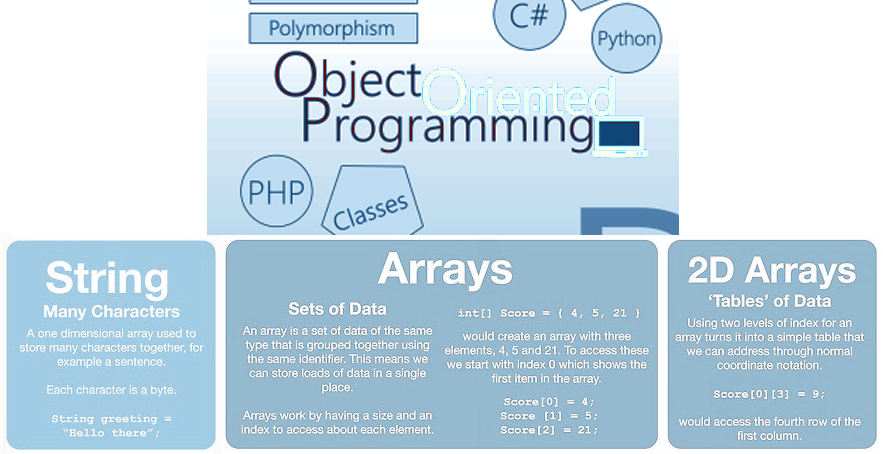 Polymorphism
C#
Python
Object Oriented
Programming
PHP
Classes
String
Many Characters
A one dimensional array used to
store many characters together, for
example a sentence.
Each character is a byte.
String greeting =
“Hello there”;
Arrays
Sets of Data
An array is a set of data of the same
type that is grouped together using
the same identifier. This means we
can store loads of data in a single
place.
Arrays work by having a size and an
index to access about each element.
int[] Score = { 4, 5, 21 }
would create an array with three
elements, 4, 5 and 21. To access these
we start with index 0 which shows the
first item in the array.
Score[0] = 4;
Score [1] = 5;
Score[2] = 21;
2D Arrays
‘Tables’ of Data
Using two levels of index for an
array turns it into a simple table that
we can address through normal
coordinate notation.
Score[0][3] = 9;
would access the fourth row of the
first column.